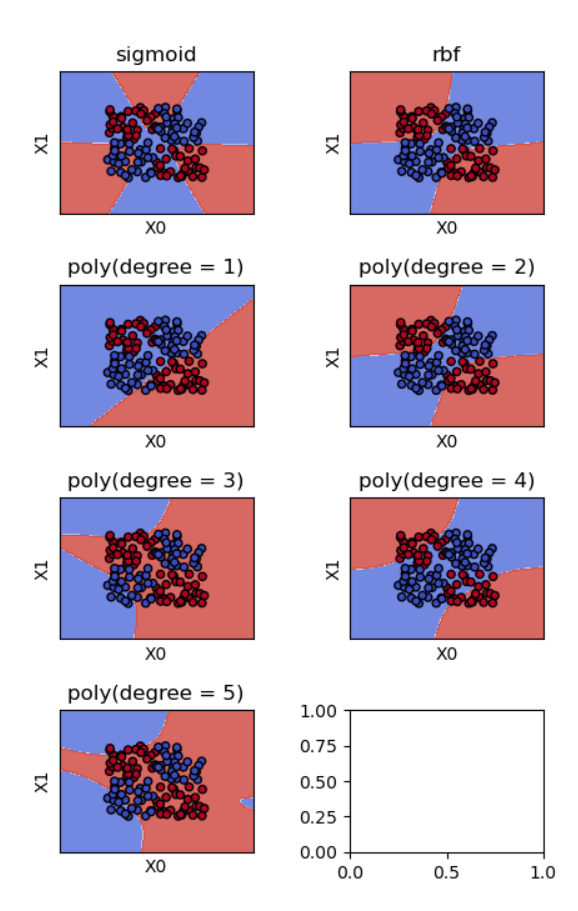 sigmoid
rbf
X1
X0
X1
X0
poly(degree = 1)
poly(degree = 2)
X1
X0
X1
X0
poly(degree = 3)
poly(degree = 4)
X1
X0
X1
X0
poly(degree = 5)
X1
X0
1.00
0.75
0.50
0.25
0.00
0.0
0.5
1.0